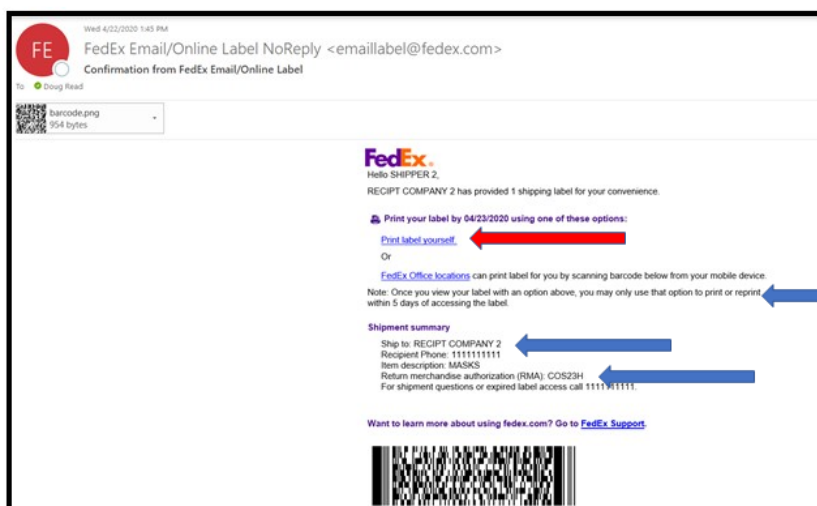 Wed 4/22/2020 1:45 PM
FE
FedEx Email/Online Label NoReply <emaillabel@fedex.com>
Confirmation from FedEx Email/Online Label
To Doug Read
barcode.png
954 bytes
FedEx.
Hello SHIPPER 2,
RECIPT COMPANY 2 has provided 1 shipping label for your convenience.
Print your label by 04/23/2020 using one of these options:
Print label yourself.
Or
FedEx Office locations can print label for you by scanning barcode below from your mobile device.
Note: Once you view your label with an option above, you may only use that option to print or reprint
within 5 days of accessing the label.
Shipment summary
Ship to: RECIPT COMPANY 2
Recipient Phone: 1111111111
Item description: MASKS
Return merchandise authorization (RMA): COS23H
For shipment questions or expired label access call 1111111111.
Want to learn more about using fedex.com? Go to FedEx Support.